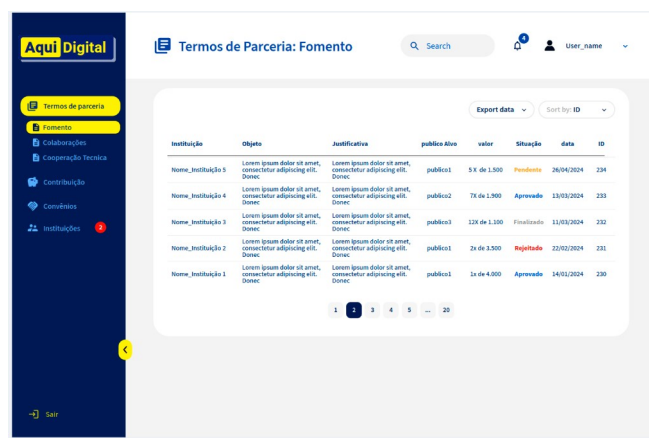 Aqui Digital
Termos de Parceria: Fomento
Search
4
User_name
Termos de parceria
Fomento
Colaborações
Cooperação Tecnica
Contribuição
Convênios
Instituições 2
Sair
Export data
Sort by: ID
Instituição Objeto Justificativa publico Alvo valor Situação data ID
Nome_Instituição 5 Lorem ipsum dolor sit amet, consectetur adipiscing elit. Donec Lorem ipsum dolor sit amet, consectetur adipiscing elit. Donec publico1 5 X de 1.500 Pendente 26/04/2024 234
Nome_Instituição 4 Lorem ipsum dolor sit amet, consectetur adipiscing elit. Donec Lorem ipsum dolor sit amet, consectetur adipiscing elit. Donec publico2 7X de 1.900 Aprovado 13/03/2024 233
Nome_Instituição 3 Lorem ipsum dolor sit amet, consectetur adipiscing elit. Donec Lorem ipsum dolor sit amet, consectetur adipiscing elit. Donec publico3 12X de 1.100 Finalizado 11/03/2024 232
Nome_Instituição 2 Lorem ipsum dolor sit amet, consectetur adipiscing elit. Donec Lorem ipsum dolor sit amet, consectetur adipiscing elit. Donec publico1 2x de 3.500 Rejeitado 22/02/2024 231
Nome_Instituição 1 Lorem ipsum dolor sit amet, consectetur adipiscing elit. Donec Lorem ipsum dolor sit amet, consectetur adipiscing elit. Donec publico1 1x de 4.000 Aprovado 14/01/2024 230
1 2 3 4 5 ... 20